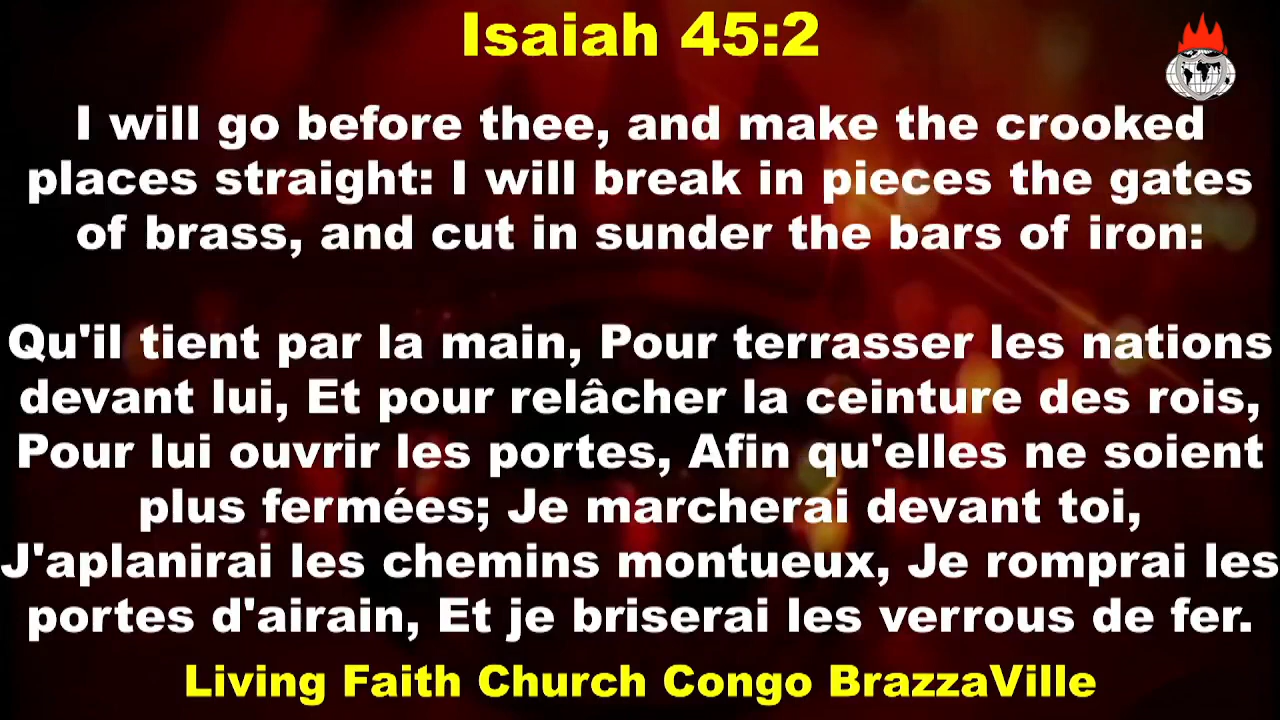 Isaiah 45:2
I will go before thee, and make the crooked
places straight: I will break in pieces the gates
of brass, and cut in sunder the bars of iron:
Qu'il tient par la main, Pour terrasser les nations
devant lui, Et pour relâcher la ceinture des rois,
Pour lui ouvrir les portes, Afin qu'elles ne soient
plus fermées; Je marcherai devant toi,
J'aplanirai les chemins montueux, Je romprai les
portes d'airain, Et je briserai les verrous de fer.
Living Faith Church Congo BrazzaVille